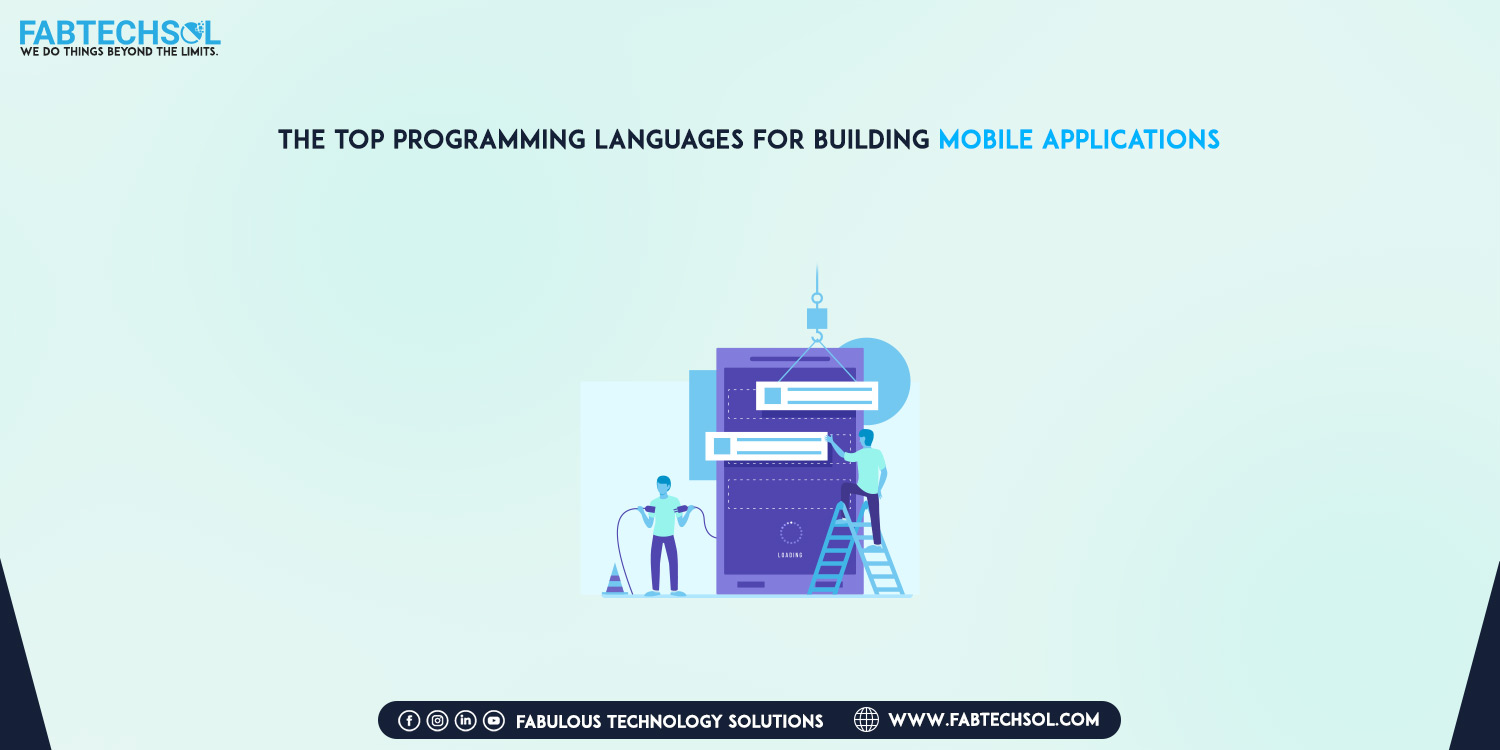 FABTECHSOL
WE DO THINGS BEYOND THE LIMITS.
THE TOP PROGRAMMING LANGUAGES FOR BUILDING MOBILE APPLICATIONS
LOADING
FABULOUS TECHNOLOGY SOLUTIONS
WWW.FABTECHSOL.COM